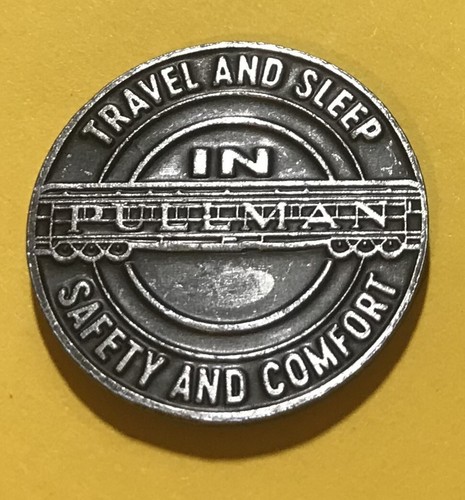 TRAVEL AND SLEEP
IN
PULLMAN
SAFETY AND COMFORT